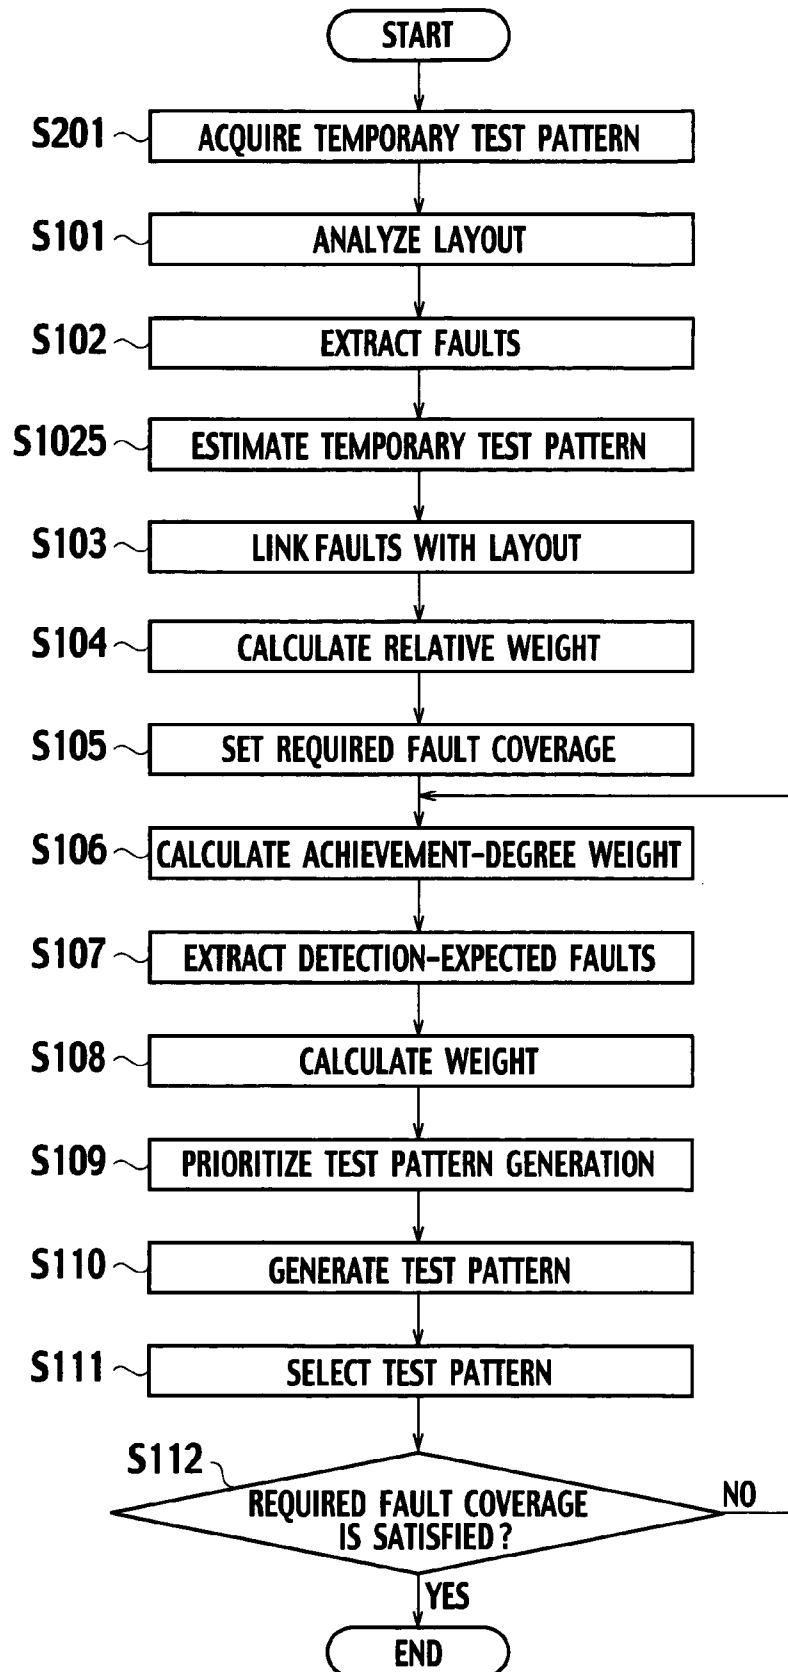 START
S201
ACQUIRE TEMPORARY TEST PATTERN
S101
ANALYZE LAYOUT
S102
EXTRACT FAULTS
S1025
ESTIMATE TEMPORARY TEST PATTERN
S103
LINK FAULTS WITH LAYOUT
S104
CALCULATE RELATIVE WEIGHT
S105
SET REQUIRED FAULT COVERAGE
S106
CALCULATE ACHIEVEMENT-DEGREE WEIGHT
S107
EXTRACT DETECTION-EXPECTED FAULTS
S108
CALCULATE WEIGHT
S109
PRIORITIZE TEST PATTERN GENERATION
S110
GENERATE TEST PATTERN
S111
SELECT TEST PATTERN
S112
REQUIRED FAULT COVERAGE
IS SATISFIED?
NO
YES
END